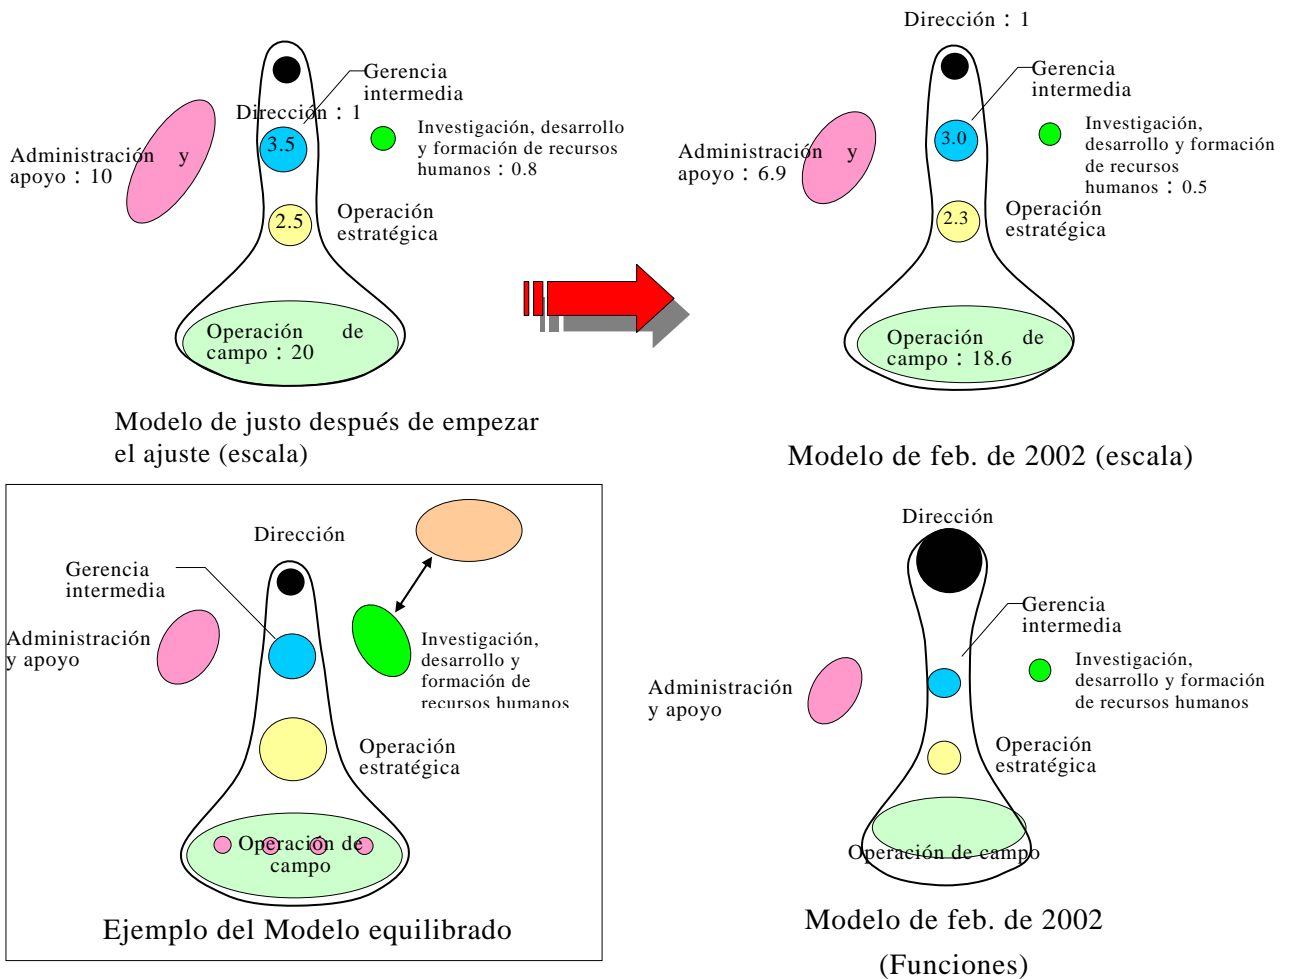 Gerencia
intermedia
Dirección：1
3.5
Investigación, desarrollo
y formación de recursos
humanos：0.8
Administración y
apoyo：10
2.5
Operación
estratégica
Operación de
campo：20
Modelo de justo después de empezar
el ajuste (escala)
Dirección：1
Gerencia
intermedia
3.0
Investigación,
desarrollo y formación
de recursos
humanos：0.5
Administración y
apoyo：6.9
2.3
Operación
estratégica
Operación de
campo：18.6
Modelo de feb. de 2002 (escala)
Dirección
Gerencia
intermedia
Administración
y apoyo
Investigación,
desarrollo y
formación de
recursos humanos
Operación
estratégica
Operación de
campo
Ejemplo del Modelo equilibrado
Dirección
Gerencia
intermedia
Investigación,
desarrollo y formación
de recursos humanos
Administración
y apoyo
Operación
estratégica
Operación de campo
Modelo de feb. de 2002
(Funciones)